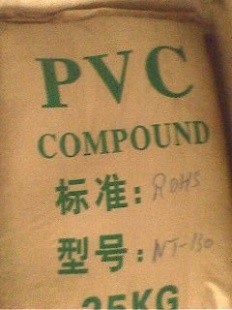 PVC
COMPOUND
标准: ROHS
型号: NT-130
25KG